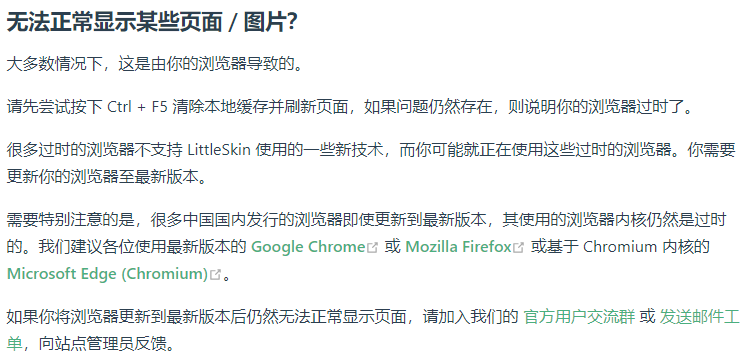 无法正常显示某些页面 / 图片?
大多数情况下，这是由你的浏览器导致的。
请先尝试按下 Ctrl + F5 清除本地缓存并刷新页面，如果问题仍然存在，则说明你的浏览器过时了。
很多过时的浏览器不支持 LittleSkin 使用的一些新技术，而你可能就正在使用这些过时的浏览器。你需要
更新你的浏览器至最新版本。
需要特别注意的是，很多中国国内发行的浏览器即使更新到最新版本，其使用的浏览器内核仍然是过时
的。我们建议各位使用最新版本的 Google Chrome 或 Mozilla Firefox 或基于 Chromium 内核的
Microsoft Edge (Chromium)。
如果你将浏览器更新到最新版本后仍然无法正常显示页面，请加入我们的 官方用户交流群 或 发送邮件工
单，向站点管理员反馈。